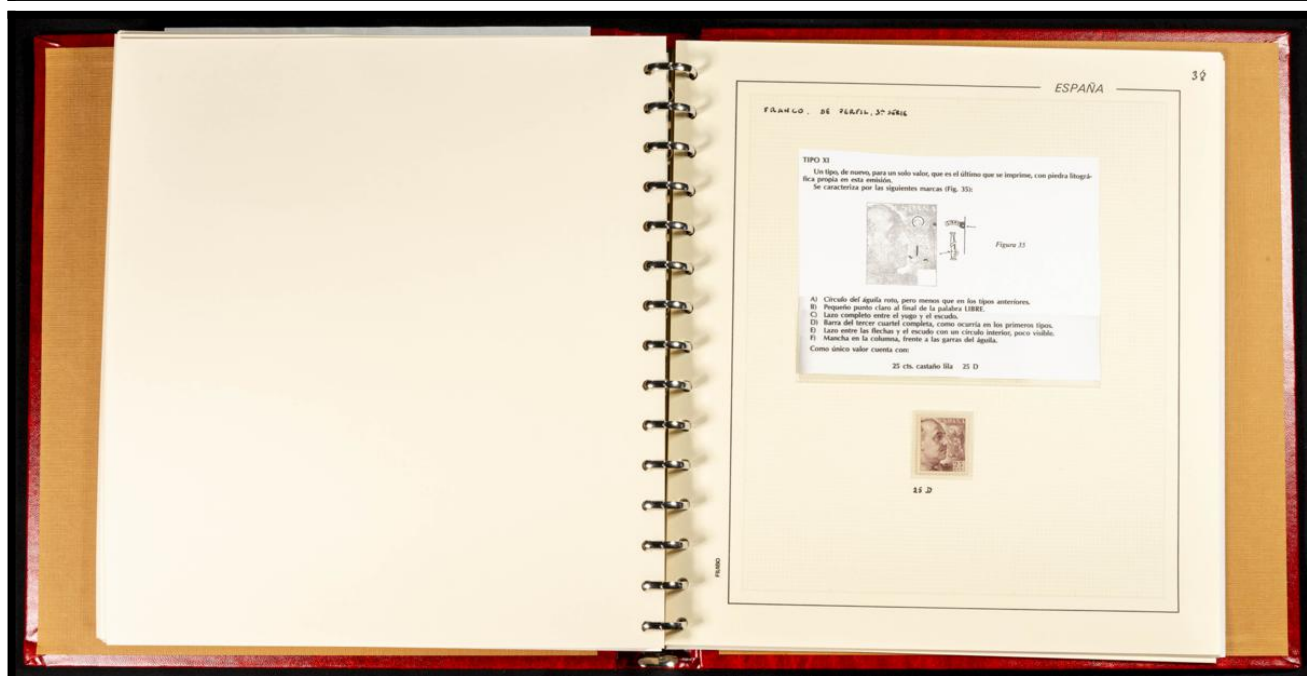 38
ESPAÑA
FRANCO. DE PERFIL, 3ª SERIE
TIPO XI
Un tipo, de nuevo, para un solo valor, que es el último que se imprime, con piedra litográ-
fica propia en esta emisión.
Se caracteriza por las siguientes marcas (Fig. 35):
Figura 35
A) Círculo del águila roto, pero menos que en los tipos anteriores.
B) Pequeño punto claro al final de la palabra LIBRE.
C) Lazo completo entre el yugo y el escudo.
D) Barra del tercer cuartel completa, como ocurría en los primeros tipos.
E) Lazo entre las flechas y el escudo con un círculo interior, poco visible.
F) Mancha en la columna, frente a las garras del águila.
Como único valor cuenta con:
25 cts. castaño lila 25 D
ESPAÑA
25 D
FILABO